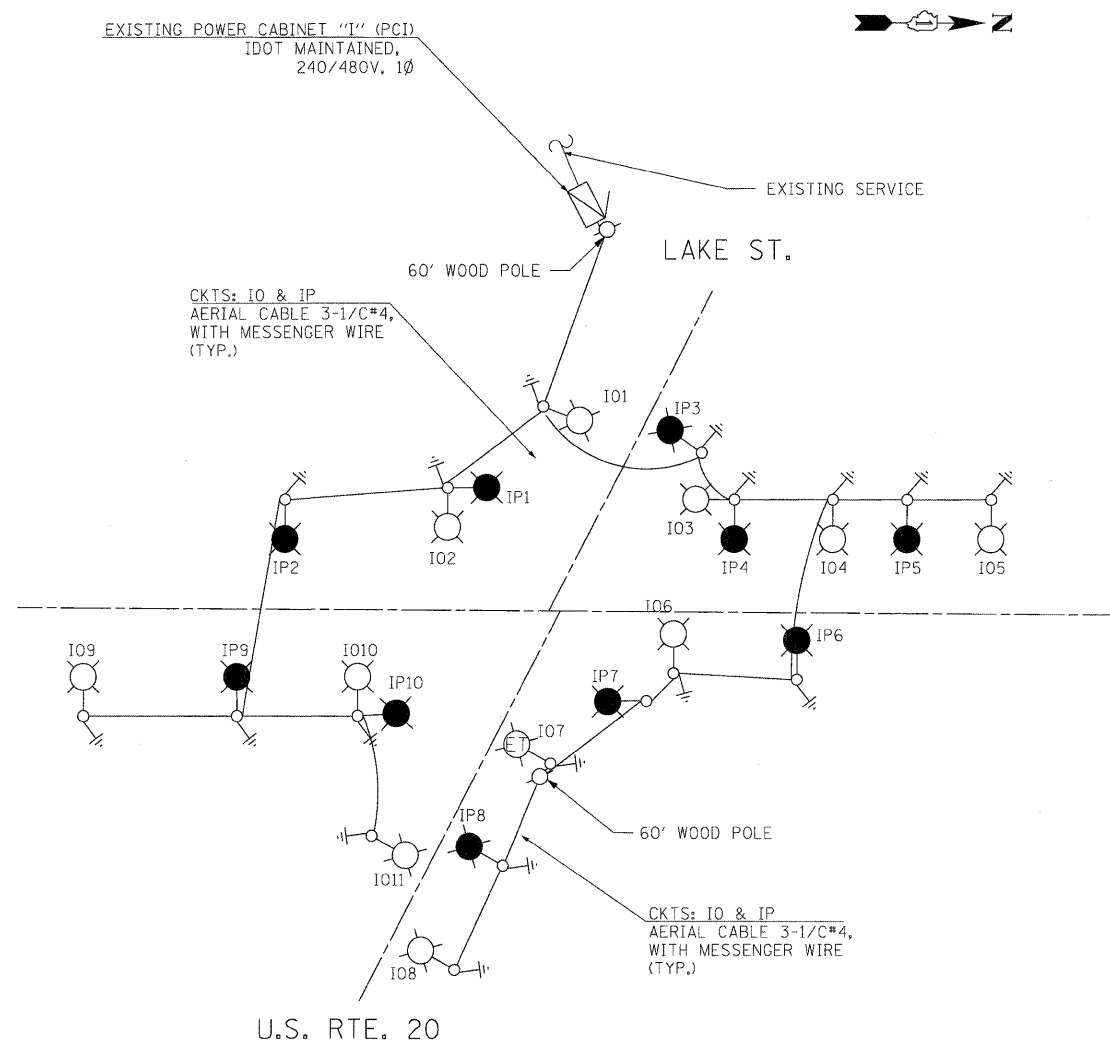 EXISTING POWER CABINET "I" (PCI)
IDOT MAINTAINED,
240/480V, 1Ø
N
EXISTING SERVICE
LAKE ST.
60' WOOD POLE
CKTS: IO & IP
AERIAL CABLE 3-1/C#4,
WITH MESSENGER WIRE
(TYP.)
IO1
IP3
IP1
IO2
IP2
IO3
IP4
IO4
IP5
IO5
IO6
IP6
IO9
IP9
IO10
IP10
IP7
IO7
ET
IP8
60' WOOD POLE
IO11
IO8
CKTS: IO & IP
AERIAL CABLE 3-1/C#4,
WITH MESSENGER WIRE
(TYP.)
U.S. RTE. 20